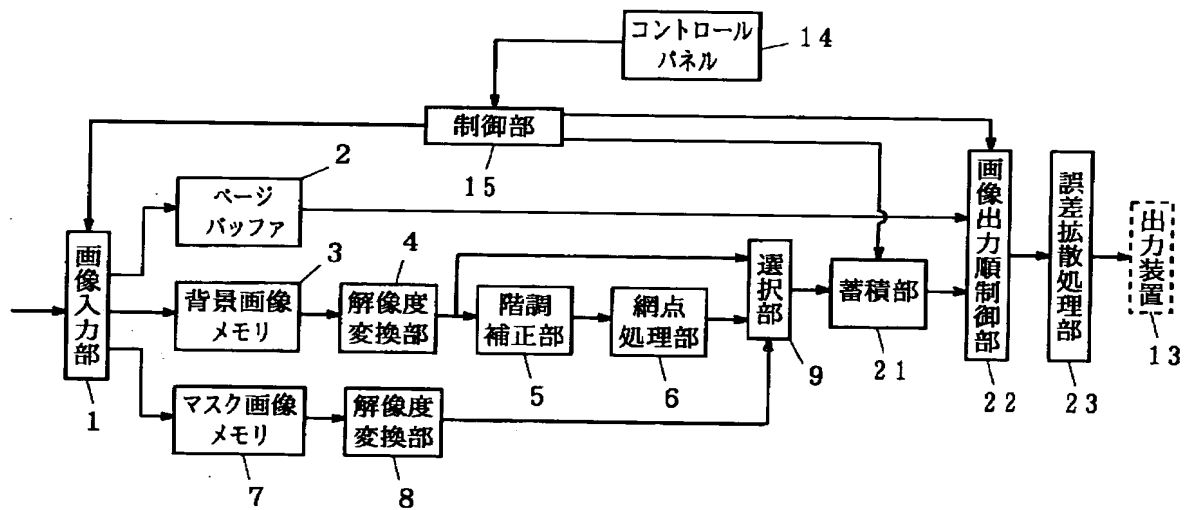 コントロール
パネル
14
制御部
15
2
ページ
バッファ
画像入力部
1
3
背景画像
メモリ
4
解像度
変換部
階調
補正部
5
網点
処理部
6
選択部
9
蓄積部
21
画像出力順制御部
22
誤差拡散処理部
23
出力装置
13
マスク画像
メモリ
7
解像度
変換部
8